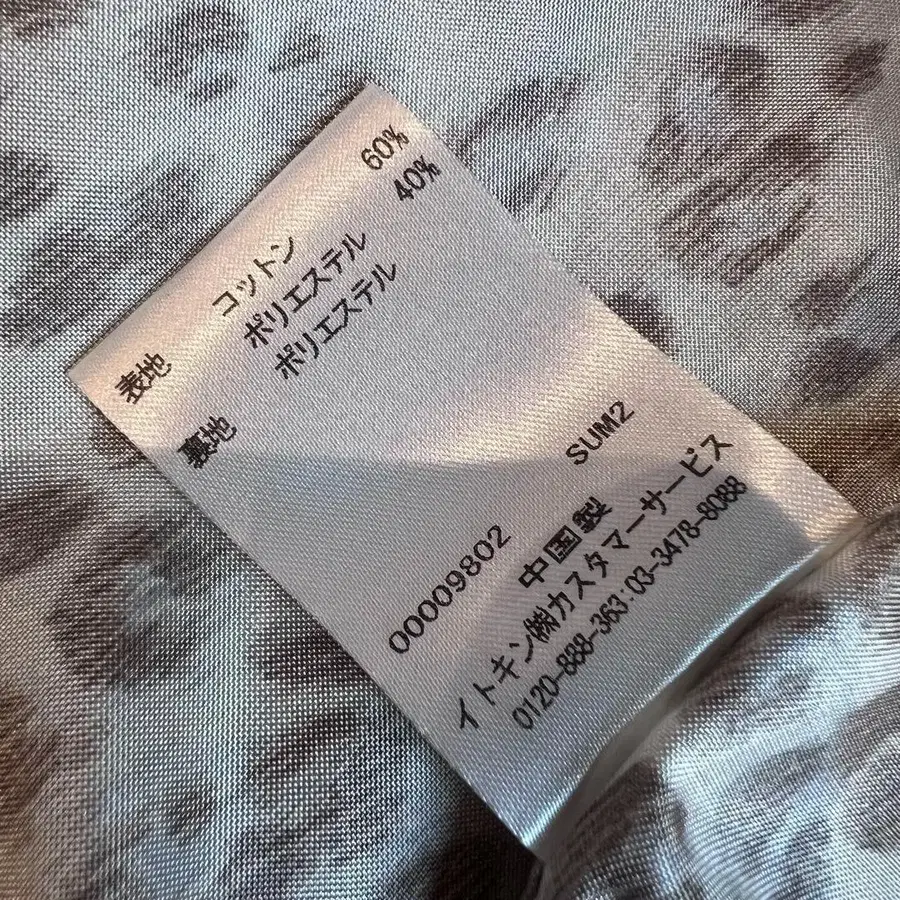 表地 コットン 60%
ポリエステル 40%
裏地 ポリエステル
00009802 SUM2
中国製
イトキン㈱カスタマーサービス
0120-888-363:03-3478-8088